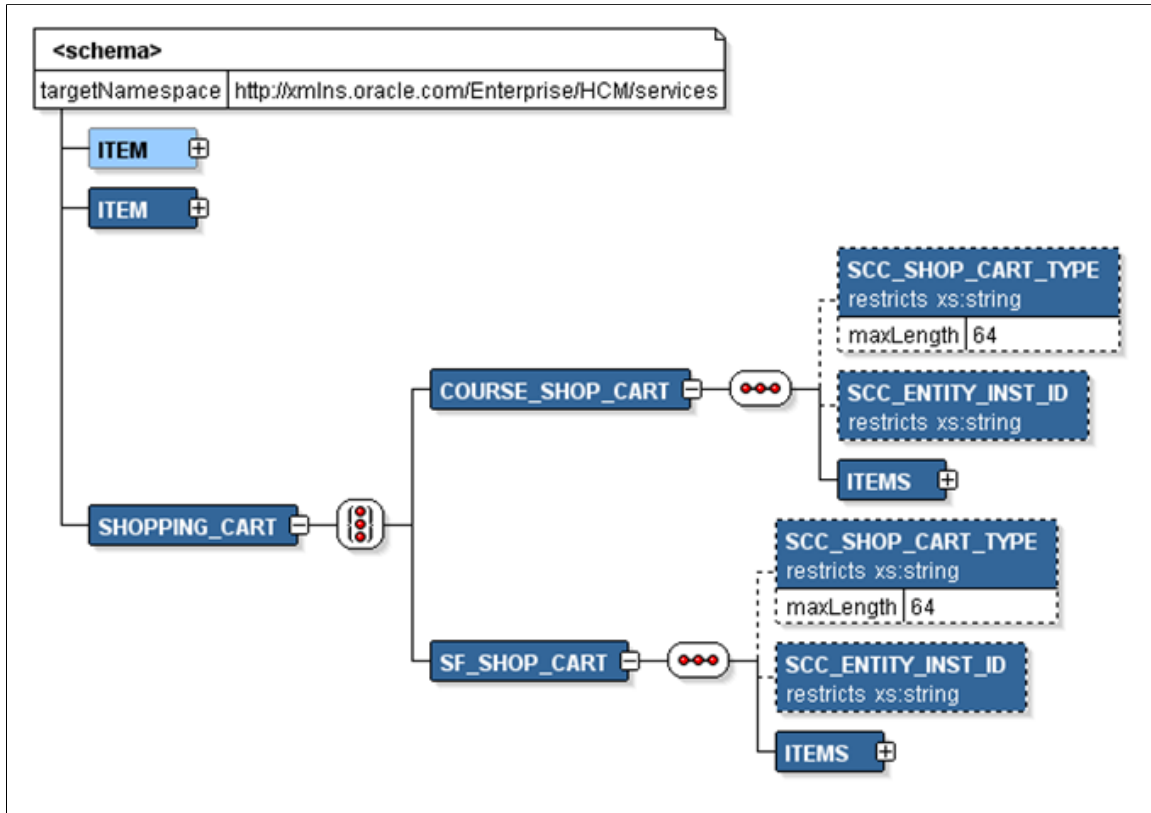 <schema>
targetNamespace http://xmlns.oracle.com/Enterprise/HCM/services
ITEM
ITEM
SCC_SHOP_CART_TYPE
restricts xs:string
maxLength 64
COURSE_SHOP_CART
SCC_ENTITY_INST_ID
restricts xs:string
ITEMS
SHOPPING_CART
SCC_SHOP_CART_TYPE
restricts xs:string
maxLength 64
SF_SHOP_CART
SCC_ENTITY_INST_ID
restricts xs:string
ITEMS